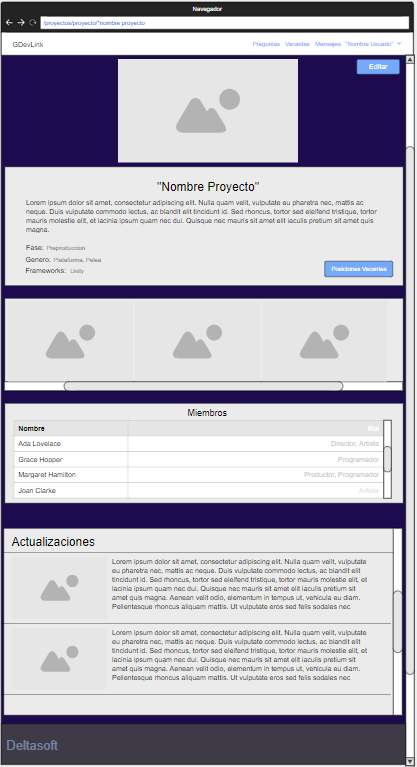 Navegador
/proyectos/proyecto/"nombre proyecto
GDevLink
Preguntas Vacantes Mensajes "Nombre Usuario"
Editar
"Nombre Proyecto"
Lorem ipsum dolor sit amet, consectetur adipiscing elit. Nulla quam velit, vulputate eu pharetra nec, mattis ac
neque. Duis vulputate commodo lectus, ac blandit elit tincidunt id. Sed rhoncus, tortor sed eleifend tristique, tortor
mauris molestie elit, et lacinia ipsum quam nec dui. Quisque nec mauris sit amet elit iaculis pretium sit amet quis
magna.
Fase: Preproduccion
Genero: Plataforma, Pelea
Frameworks: Unity
Posiciones Vacantes
Miembros
Nombre Rol
Ada Lovelace Director, Artista
Grace Hopper Programador
Margaret Hamilton Productor, Programador
Joan Clarke Artista
Actualizaciones
Lorem ipsum dolor sit amet, consectetur adipiscing elit. Nulla quam velit, vulputate
eu pharetra nec, mattis ac neque. Duis vulputate commodo lectus, ac blandit elit
tincidunt id. Sed rhoncus, tortor sed eleifend tristique, tortor mauris molestie elit, et
lacinia ipsum quam nec dui. Quisque nec mauris sit amet elit iaculis pretium sit
amet quis magna. Aenean velit odio, elementum in tempus ut, vehicula eu diam.
Pellentesque rhoncus aliquam mattis. Ut vulputate eros sed felis sodales nec
Lorem ipsum dolor sit amet, consectetur adipiscing elit. Nulla quam velit, vulputate
eu pharetra nec, mattis ac neque. Duis vulputate commodo lectus, ac blandit elit
tincidunt id. Sed rhoncus, tortor sed eleifend tristique, tortor mauris molestie elit, et
lacinia ipsum quam nec dui. Quisque nec mauris sit amet elit iaculis pretium sit
amet quis magna. Aenean velit odio, elementum in tempus ut, vehicula eu diam.
Pellentesque rhoncus aliquam mattis. Ut vulputate eros sed felis sodales nec
Deltasoft